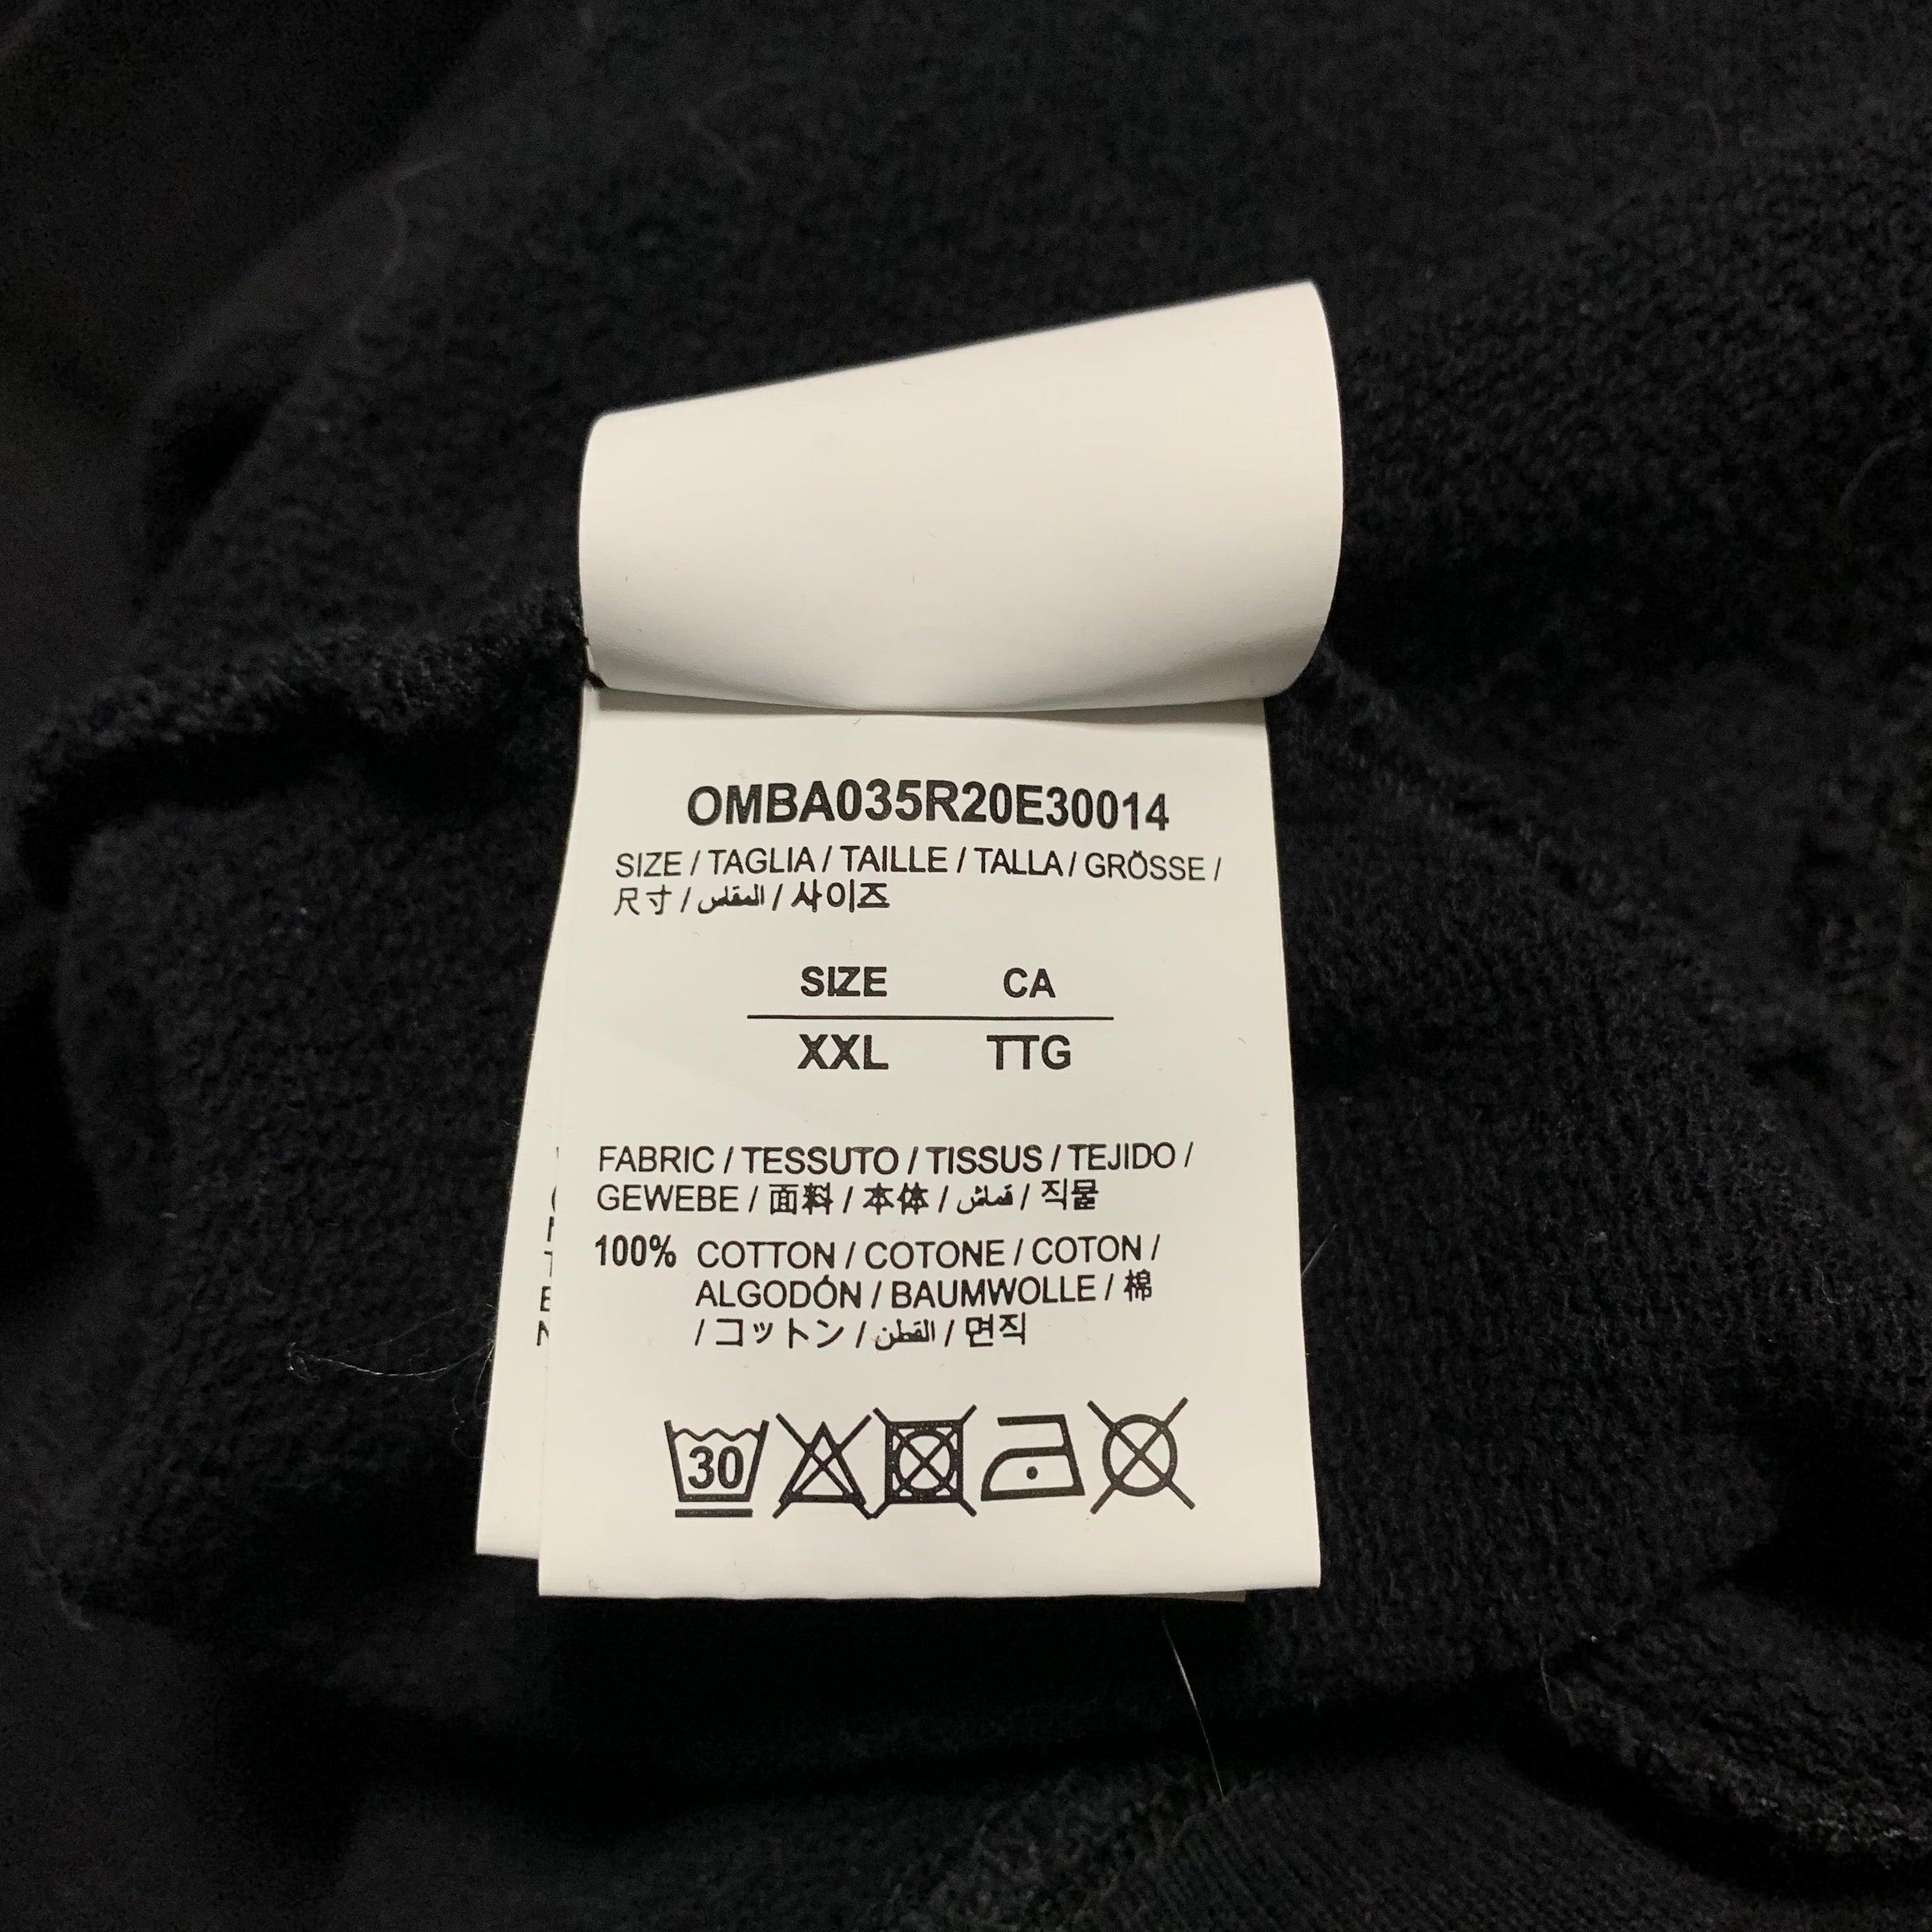 OMBA035R20E30014
SIZE / TAGLIA / TAILLE / TALLA / GRÖSSE /
尺寸 / المقاس / 사이즈
SIZE CA
XXL TTG
FABRIC / TESSUTO / TISSUS / TEJIDO /
GEWEBE / 面料 / 本体 / قماش / 직물
100% COTTON / COTONE / COTON /
ALGODÓN / BAUMWOLLE / 棉
/ コットン / القطن / 면직
30